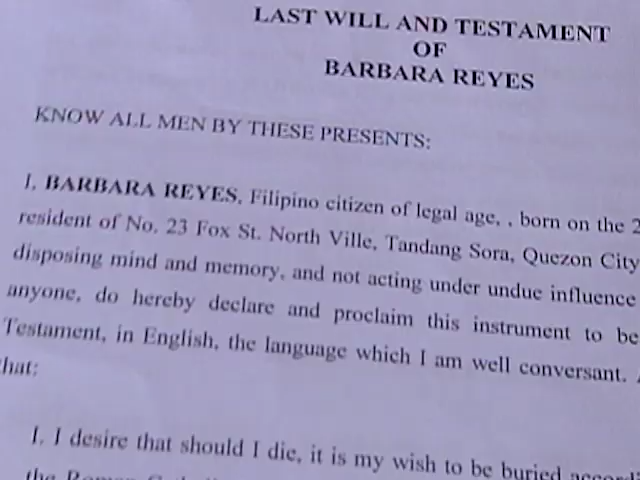 LAST WILL AND TESTAMENT
OF
BARBARA REYES
KNOW ALL MEN BY THESE PRESENTS:
I, BARBARA REYES, Filipino citizen of legal age, , born on the 2
resident of No. 23 Fox St. North Ville, Tandang Sora, Quezon City
disposing mind and memory, and not acting under undue influence
anyone, do hereby declare and proclaim this instrument to be
Testament, in English, the language which I am well conversant.
that:
I. I desire that should I die, it is my wish to be buried accordi
the Roman